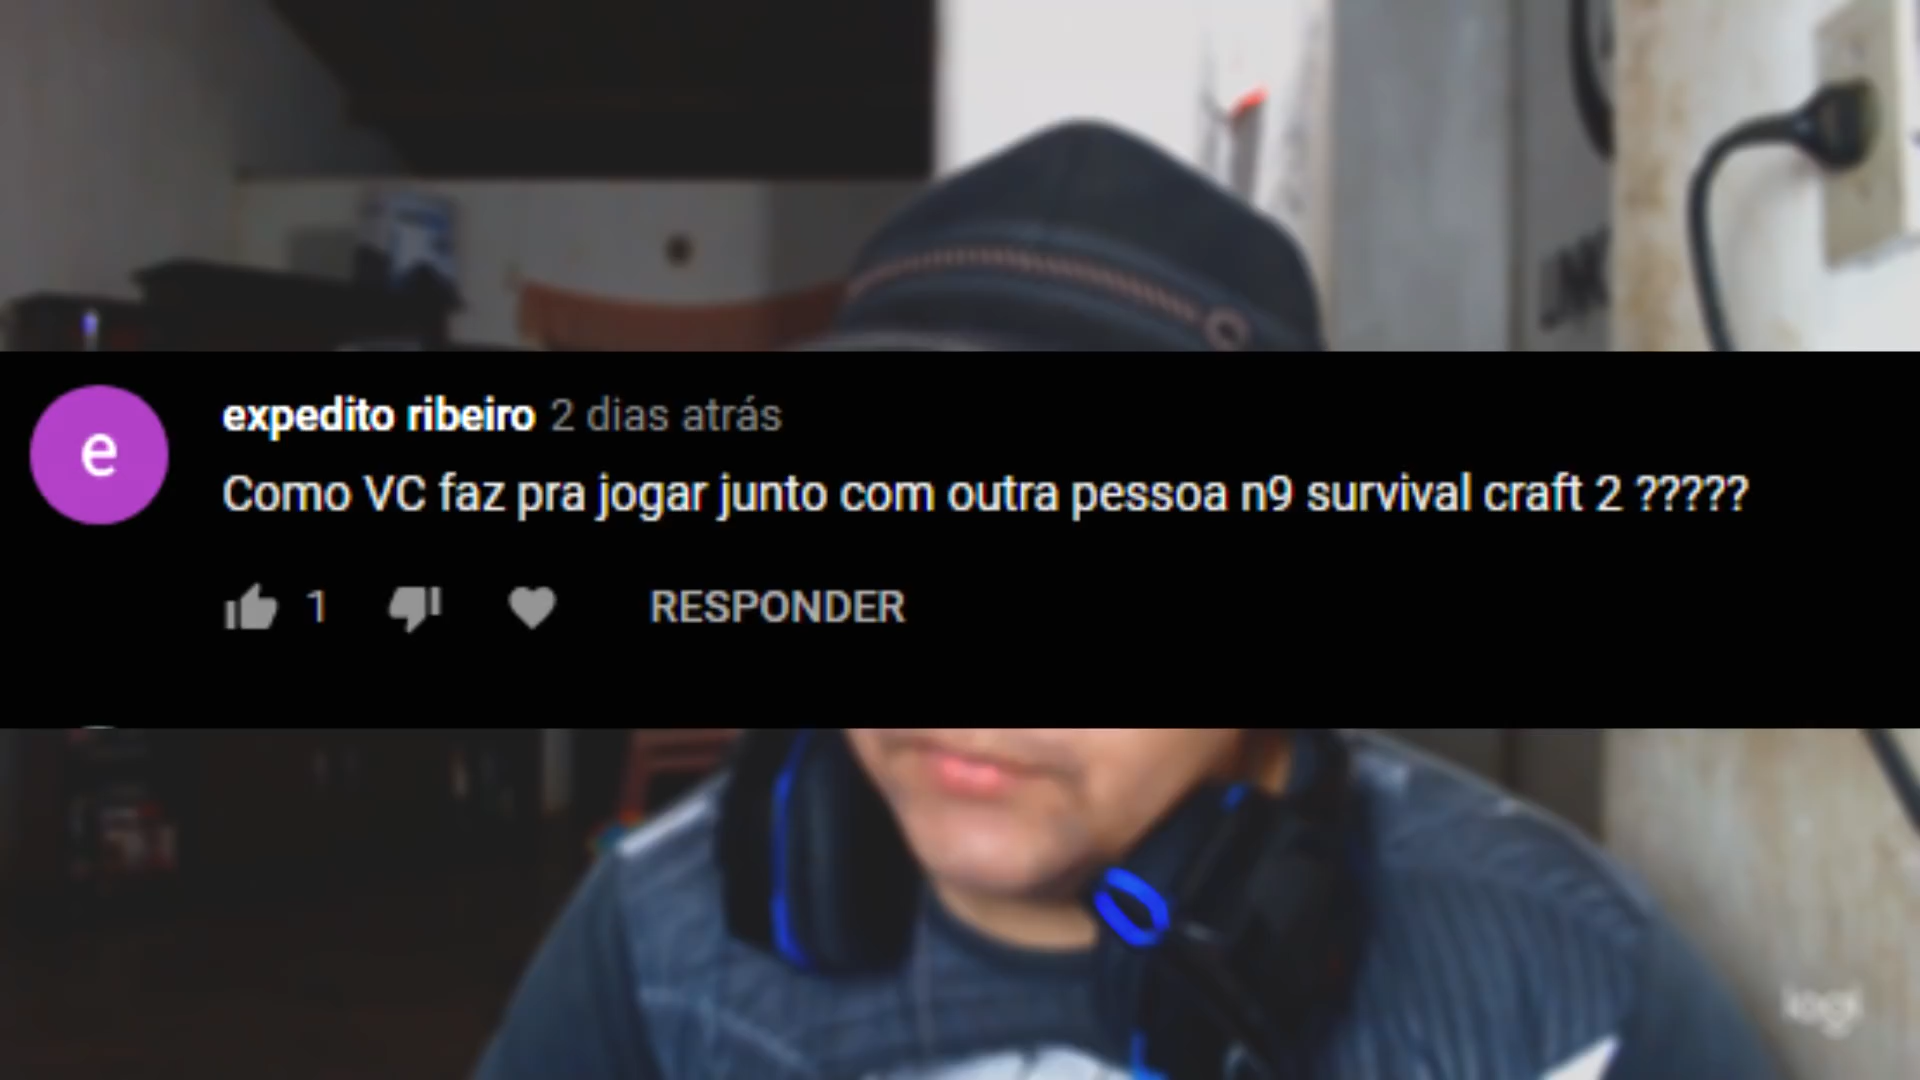 e
expedito ribeiro 2 dias atrás
Como VC faz pra jogar junto com outra pessoa n9 survival craft 2 ?????
1
RESPONDER
logi